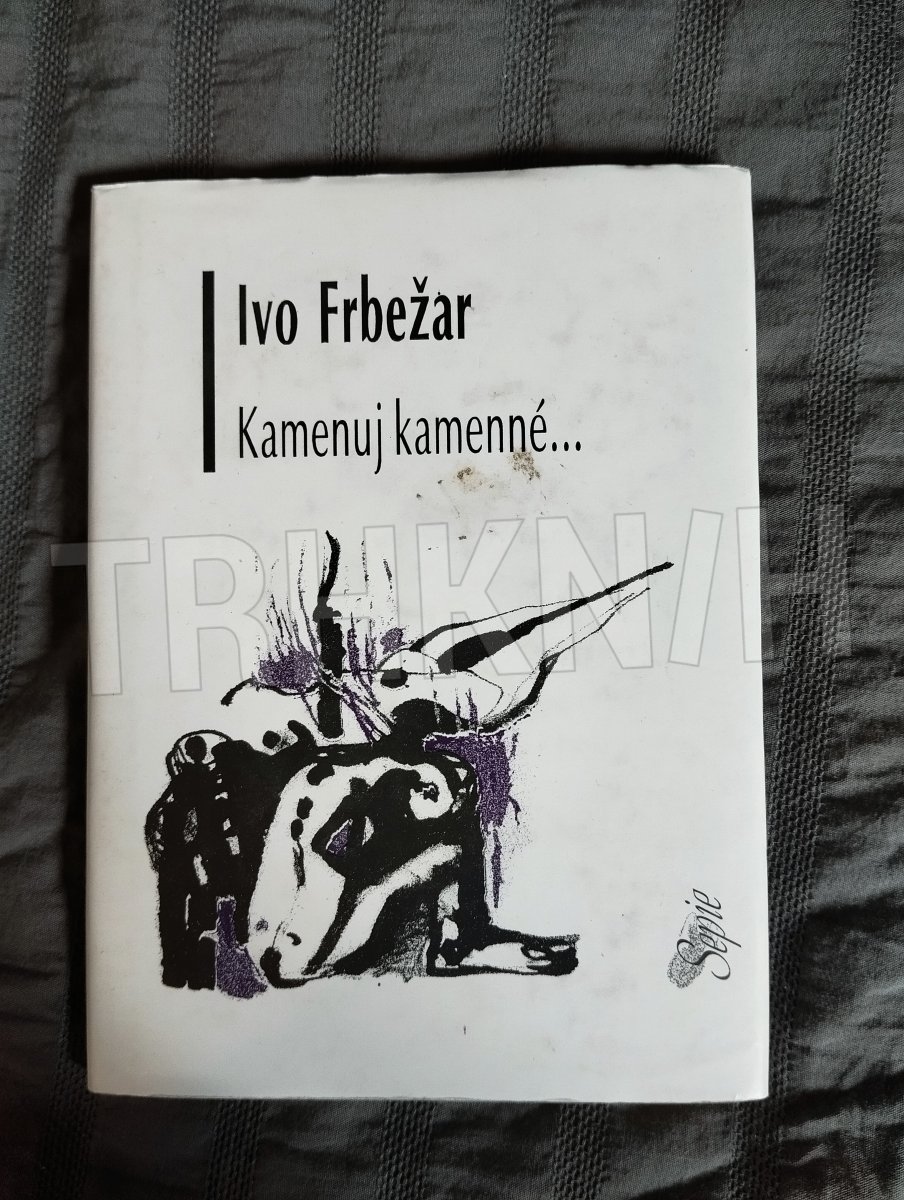 Ivo Frbežar
Kamenuj kamenné...
TRHKNIH
Sepie